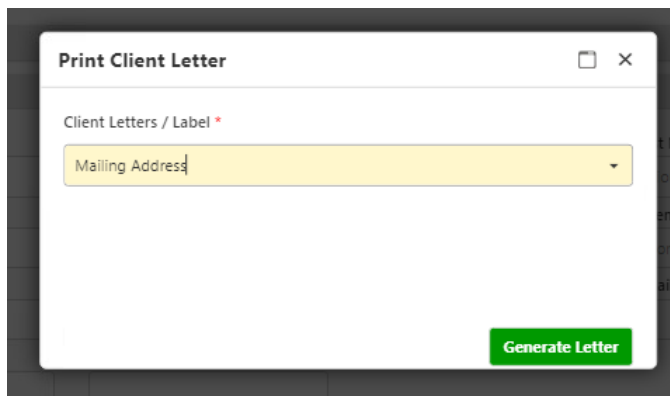 Print Client Letter
Client Letters / Label *
Mailing Address
Generate Letter